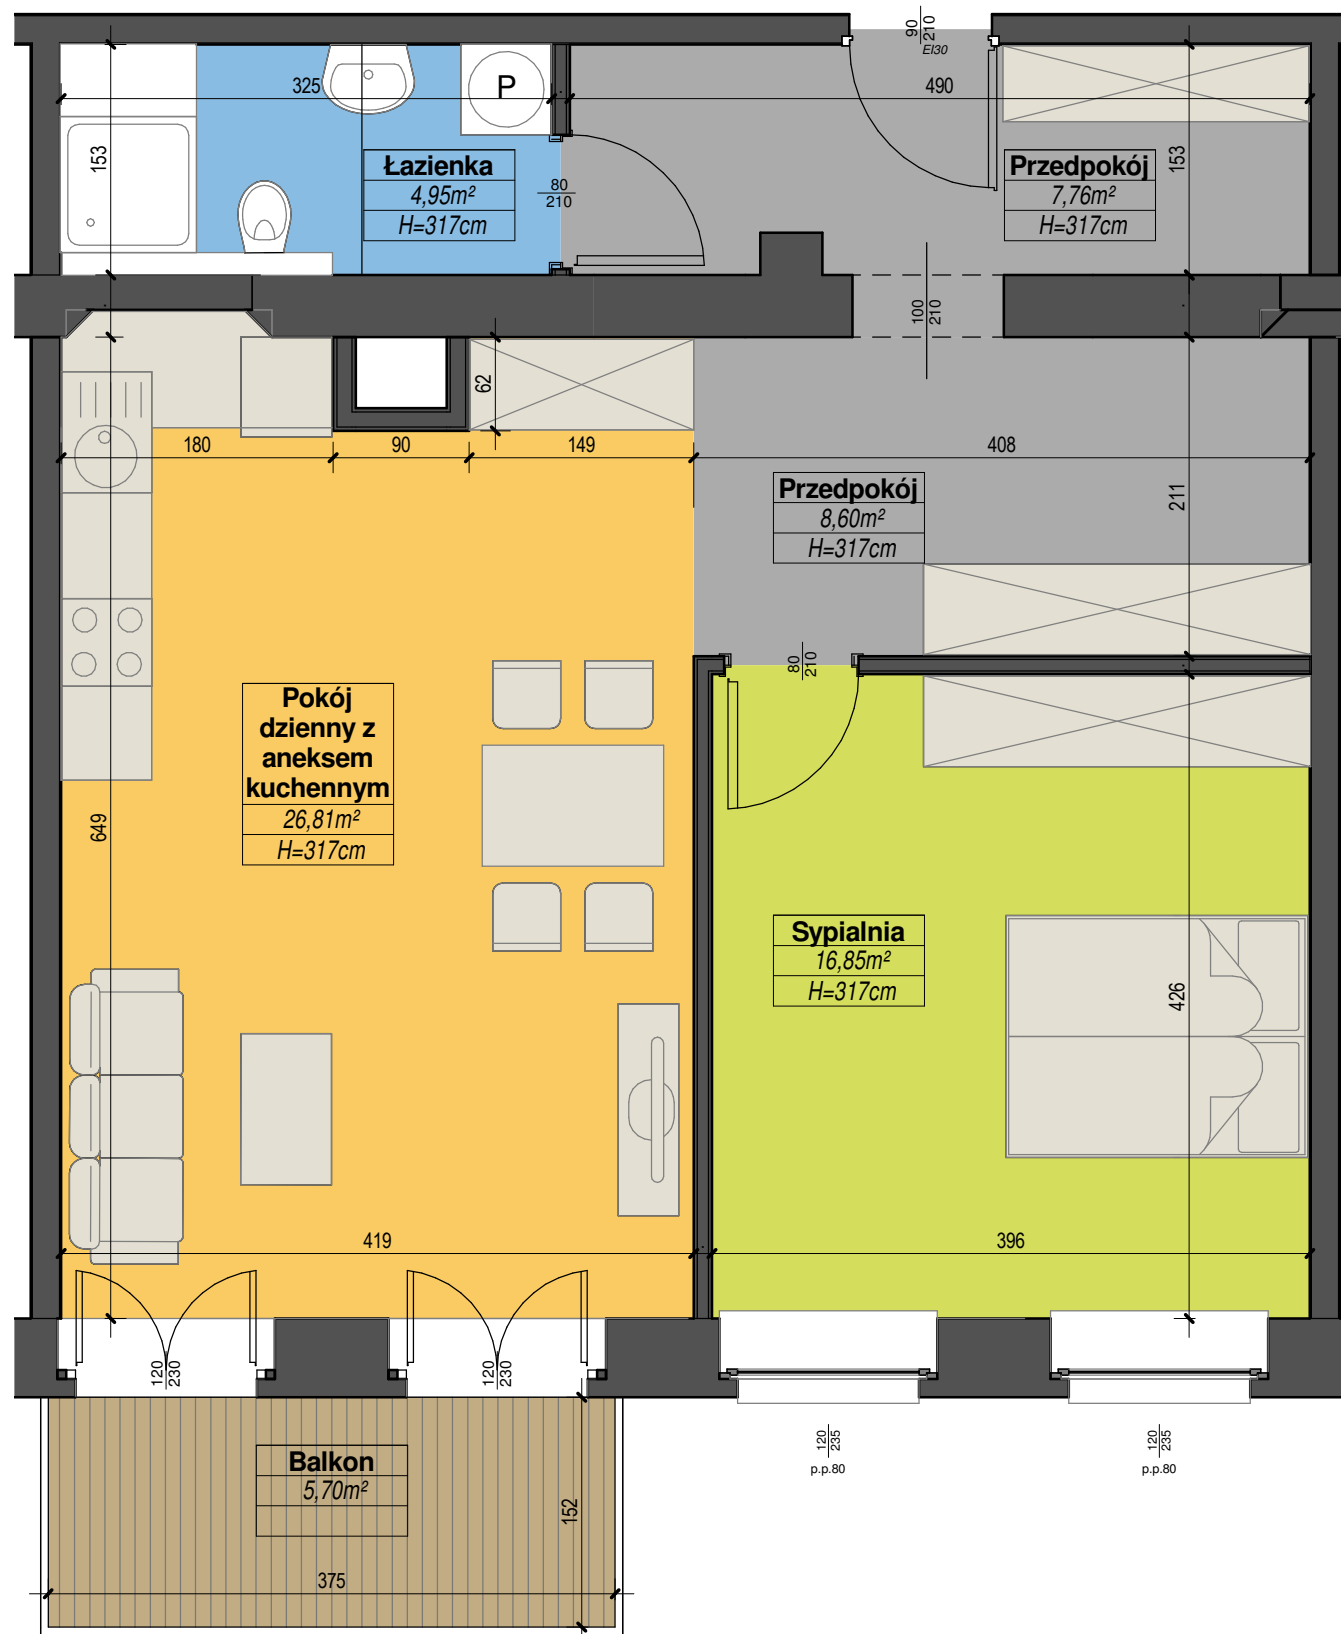 90
210
EI30
325
P
490
153
Łazienka
4,95m²
H=317cm
80
210
Przedpokój
7,76m²
H=317cm
153
100
210
62
180
90
149
408
Przedpokój
8,60m²
H=317cm
211
80
210
Pokój
dzienny z
aneksem
kuchennym
26,81m²
H=317cm
649
Sypialnia
16,85m²
H=317cm
426
419
396
120
230
120
230
120
235
p.p.80
120
235
p.p.80
Balkon
5,70m²
152
375